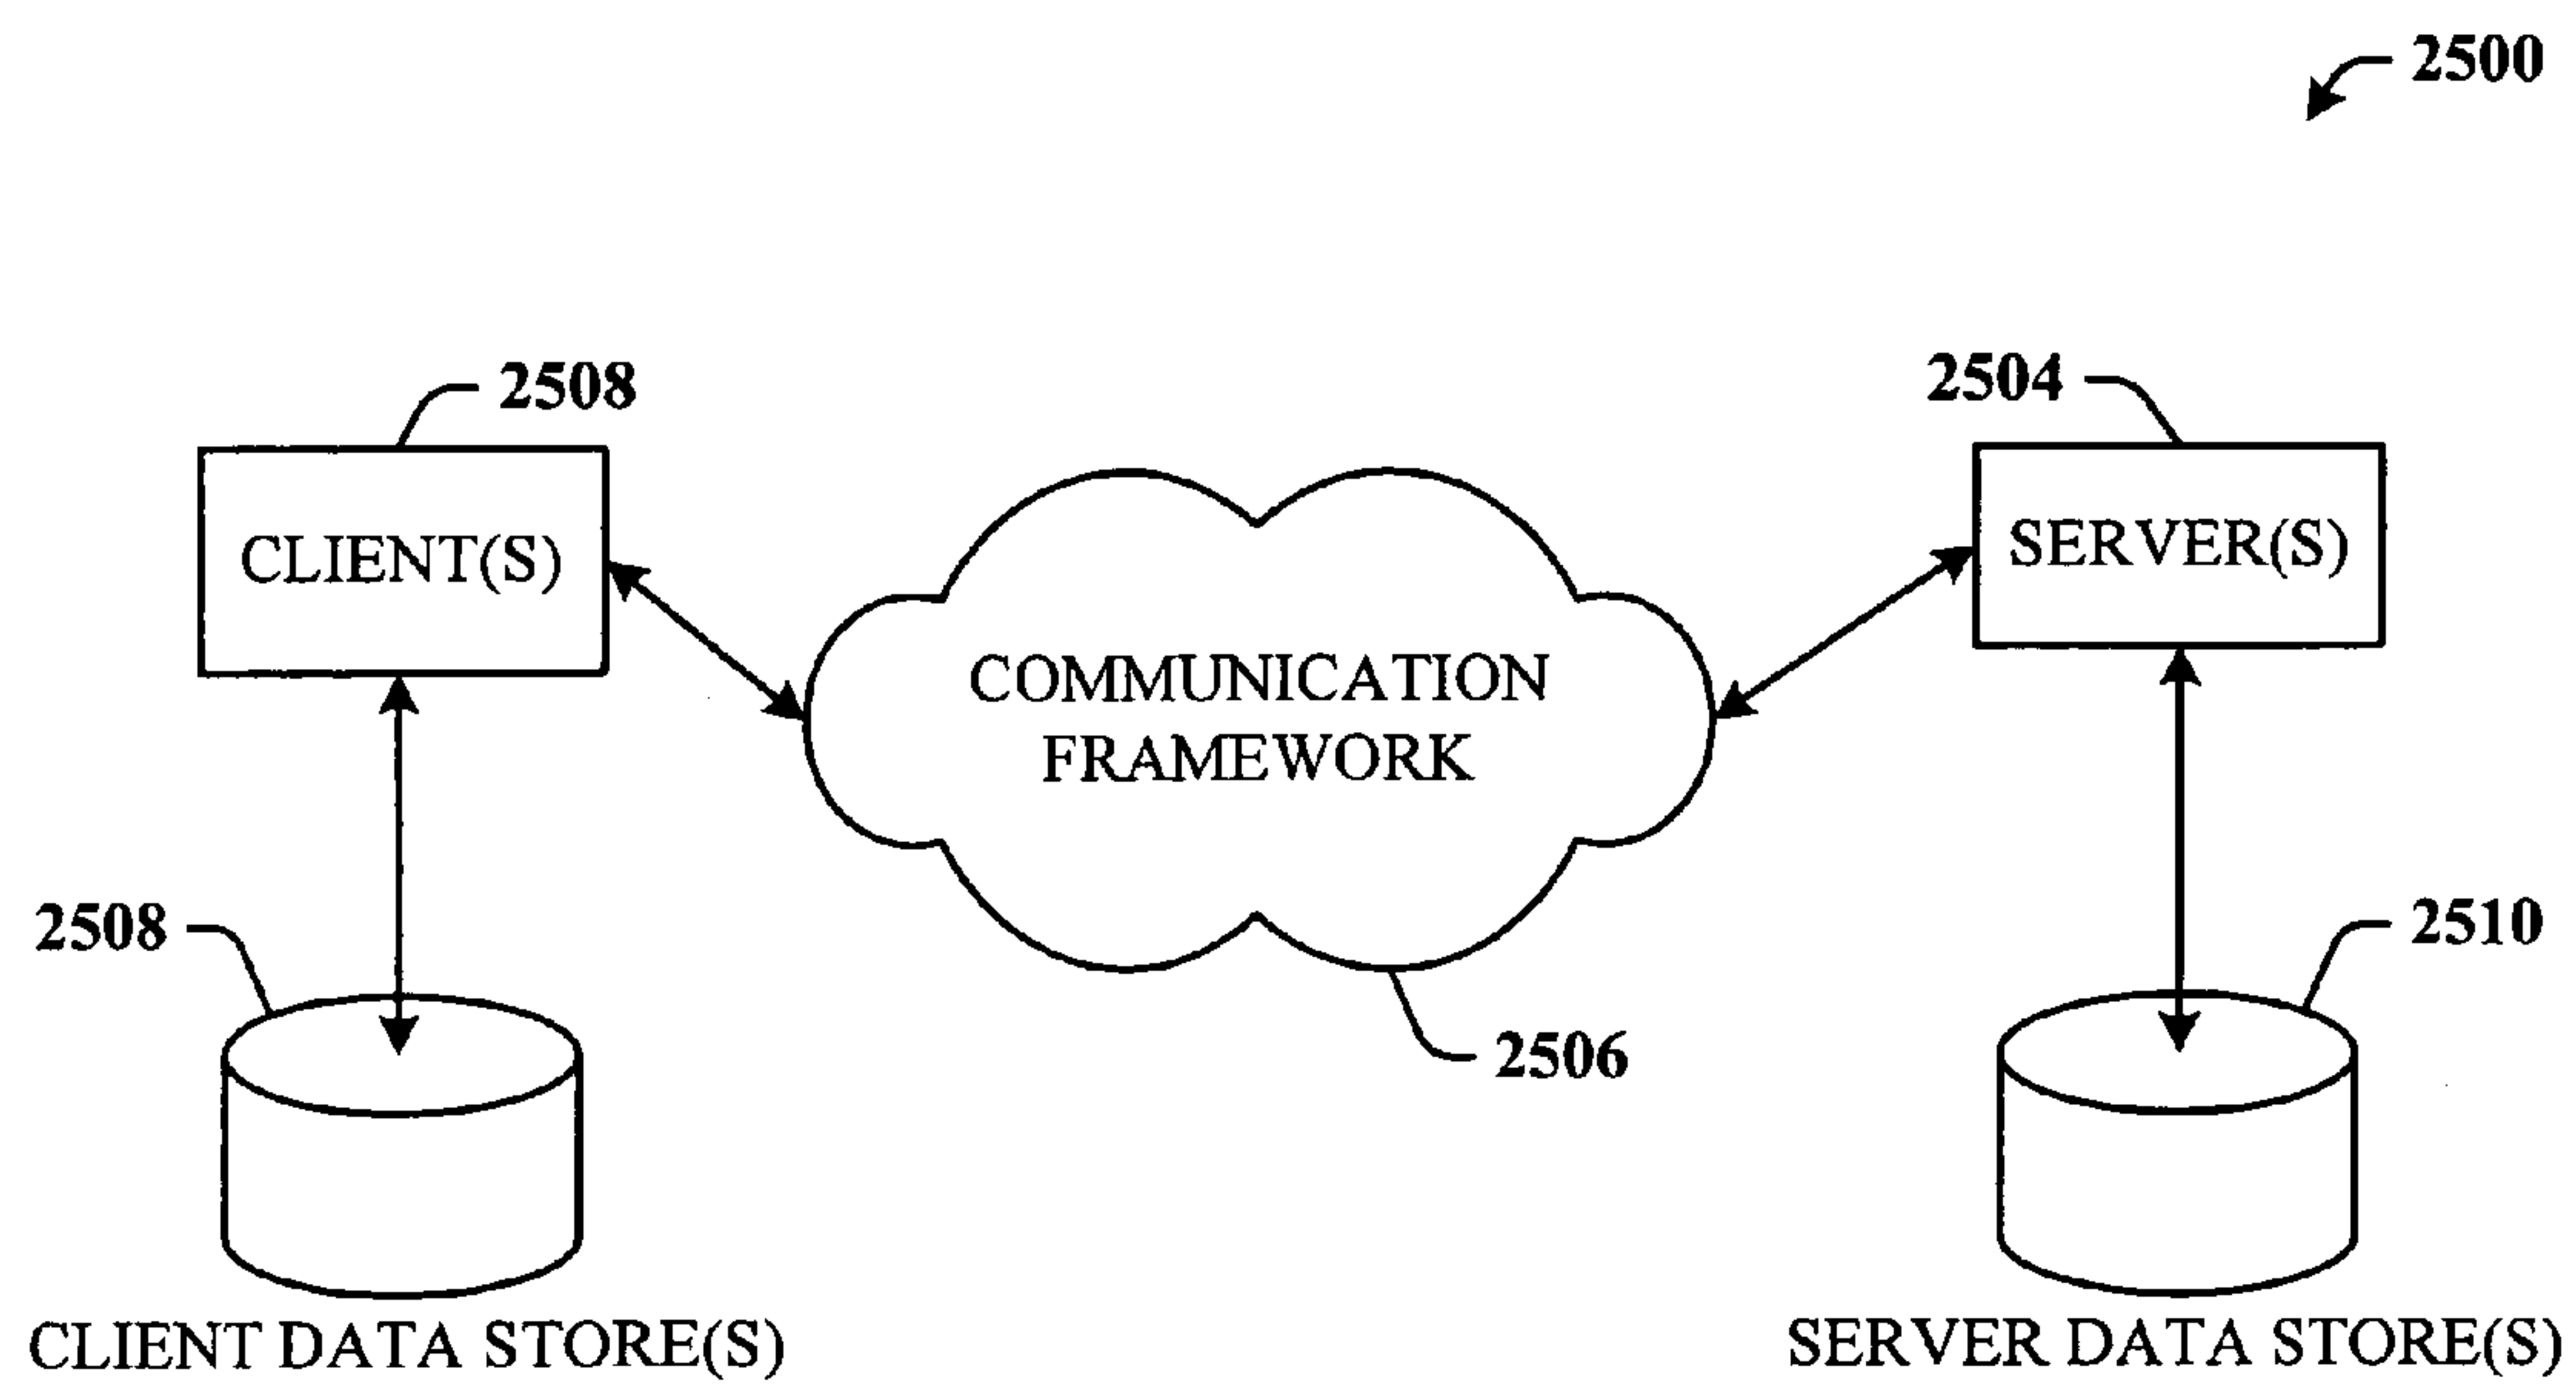 2500
2508
2504
CLIENT(S)
SERVER(S)
COMMUNICATION
FRAMEWORK
2508
2510
2506
CLIENT DATA STORE(S)
SERVER DATA STORE(S)